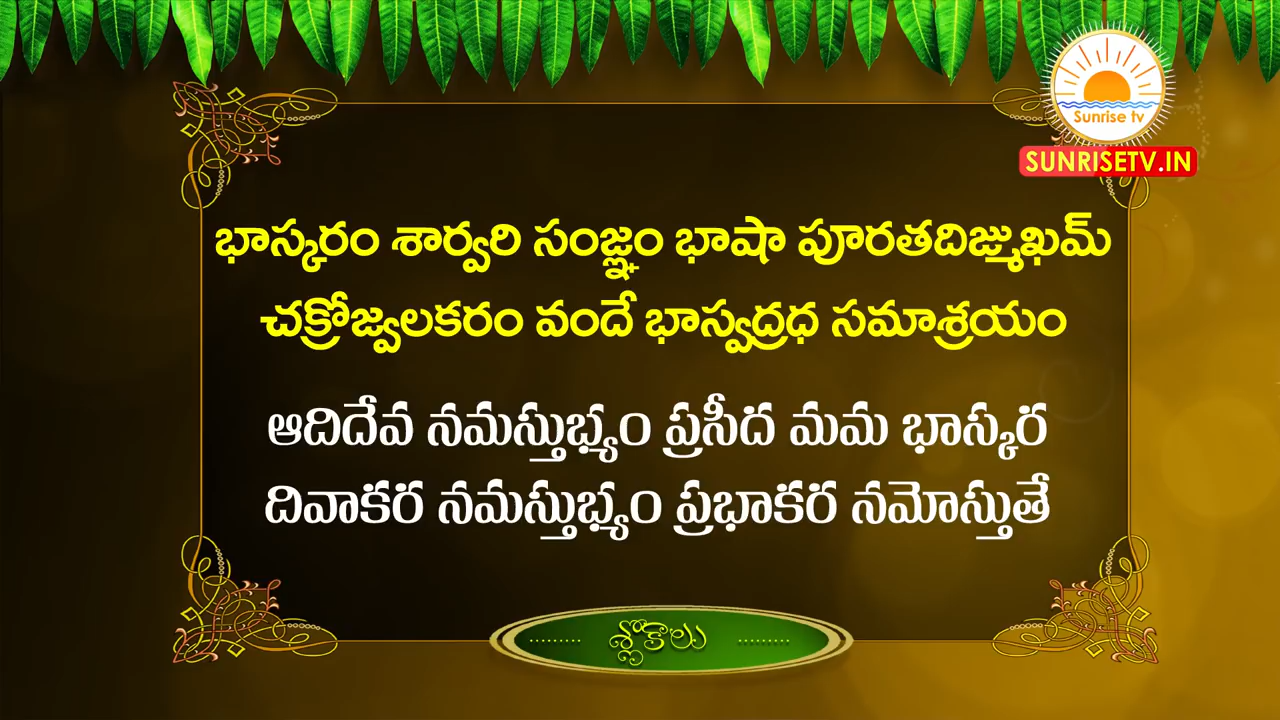 Sunrise tv
SUNRISETV.IN
భాస్కరం శార్వరి సంజ్ఞం భాషా పూరతదిఙ్ముఖమ్
చక్రోజ్వలకరం వందే భాస్వద్రధ సమాశ్రయం
ఆదిదేవ నమస్తుభ్యం ప్రసీద మమ భాస్కర
దివాకర నమస్తుభ్యం ప్రభాకర నమోస్తుతే
శ్లోకాలు